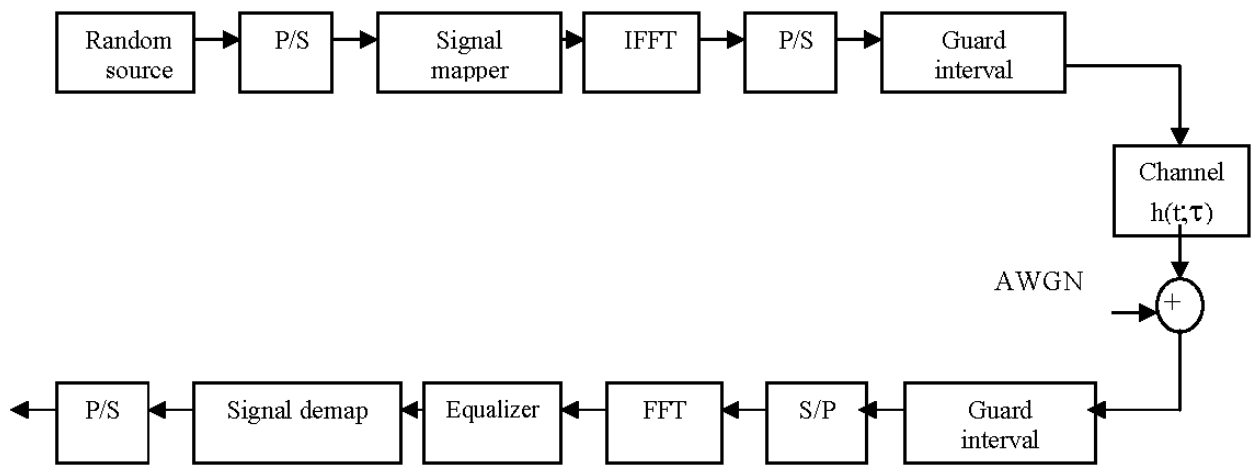 Random source
P/S
Signal mapper
IFFT
P/S
Guard interval
Channel
h(t;τ)
AWGN
+
P/S
Signal demap
Equalizer
FFT
S/P
Guard interval